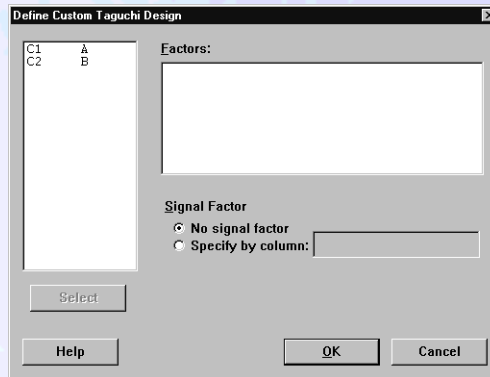 Define Custom Taguchi Design
C1 A
C2 B
Factors:
Signal Factor
No signal factor
Specify by column:
Select
Help
OK
Cancel